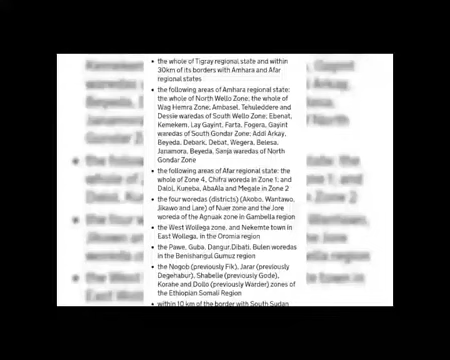 • the whole of Tigray regional state and within
30km of its borders with Amhara and Afar
regional states
• the following areas of Amhara regional state:
the whole of North Wello Zone; the whole of
Wag Hemra Zone; Ambasel, Tehuledere and
Dessie woredas of South Wello Zone; Ebenat,
Kemekem, Lay Gayint, Farta, Fogera, Gayint
woredas of South Gondar Zone; Addi Arkay,
Beyeda, Debark, Debat, Wegera, Belesa,
Janamora, Beyeda, Sanja woredas of North
Gondar Zone
• the following areas of Afar regional state: the
whole of Zone 4, Chifra woreda in Zone 1; and
Dalol, Kuneba, AbaAla and Megale in Zone 2
• the four woredas (districts) (Akobo, Wantawo,
Jikawo and Lare) of Nuer zone and the Jore
woreda of the Agnuak zone in Gambella region
• the West Wollega zone, and Nekemte town in
East Wollega, in the Oromia region
• the Pawe, Guba, Dangur, Dibati, Bulen woredas
in the Benishangul Gumuz region
• the Nogob (previously Fik), Jarar (previously
Degehabur), Shabelle (previously Gode),
Korahe and Dollo (previously Warder) zones of
the Ethiopian Somali Region
• within 10 km of the border with South Sudan